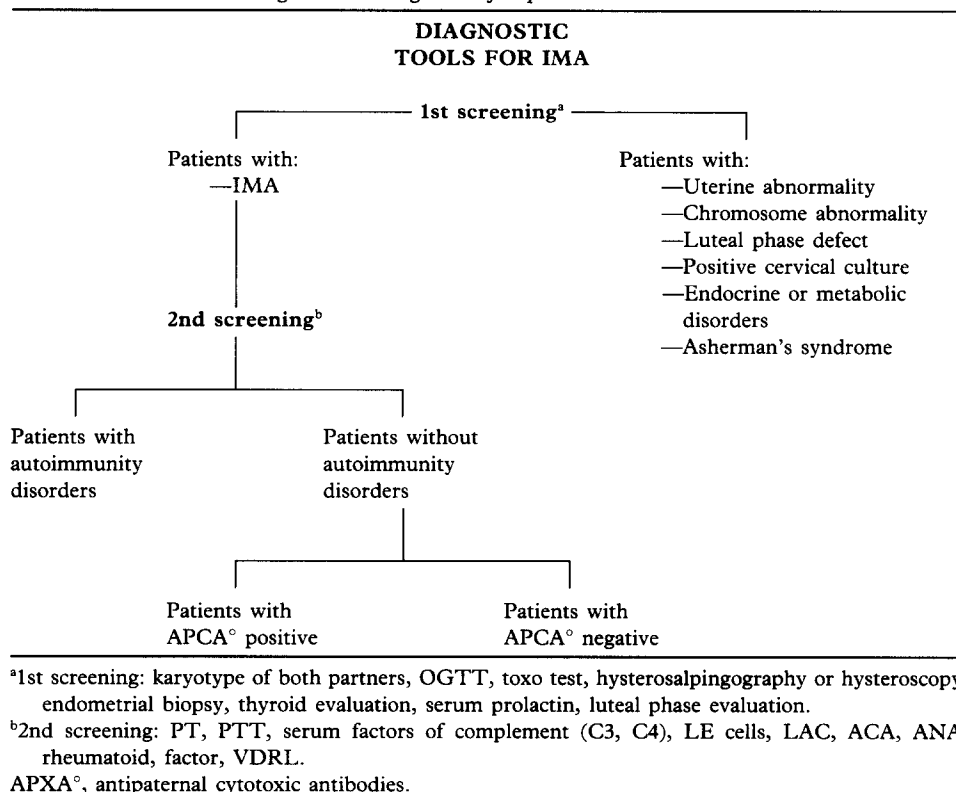 DIAGNOSTIC
TOOLS FOR IMA
1st screeningᵃ
Patients with:
—IMA
Patients with:
—Uterine abnormality
—Chromosome abnormality
—Luteal phase defect
—Positive cervical culture
—Endocrine or metabolic
disorders
—Asherman's syndrome
2nd screeningᵇ
Patients with
autoimmunity
disorders
Patients without
autoimmunity
disorders
Patients with
APCA° positive
Patients with
APCA° negative
ᵃ1st screening: karyotype of both partners, OGTT, toxo test, hysterosalpingography or hysteroscopy
endometrial biopsy, thyroid evaluation, serum prolactin, luteal phase evaluation.
ᵇ2nd screening: PT, PTT, serum factors of complement (C3, C4), LE cells, LAC, ACA, ANA
rheumatoid, factor, VDRL.
APXA°, antipaternal cytotoxic antibodies.